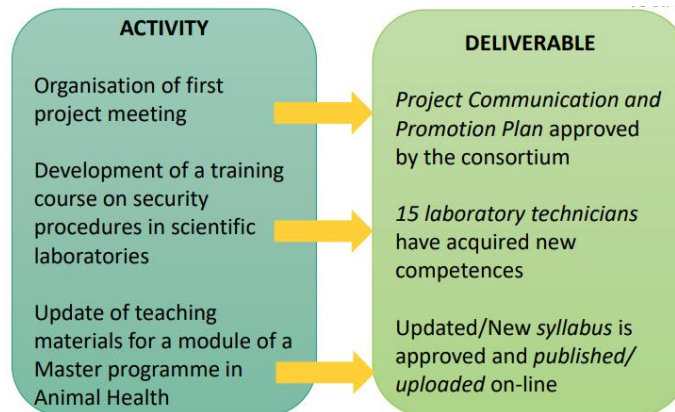 ACTIVITY
Organisation of first
project meeting
Development of a training
course on security
procedures in scientific
laboratories
Update of teaching
materials for a module of a
Master programme in
Animal Health
DELIVERABLE
Project Communication and
Promotion Plan approved
by the consortium
15 laboratory technicians
have acquired new
competences
Updated/New syllabus is
approved and published/
uploaded on-line